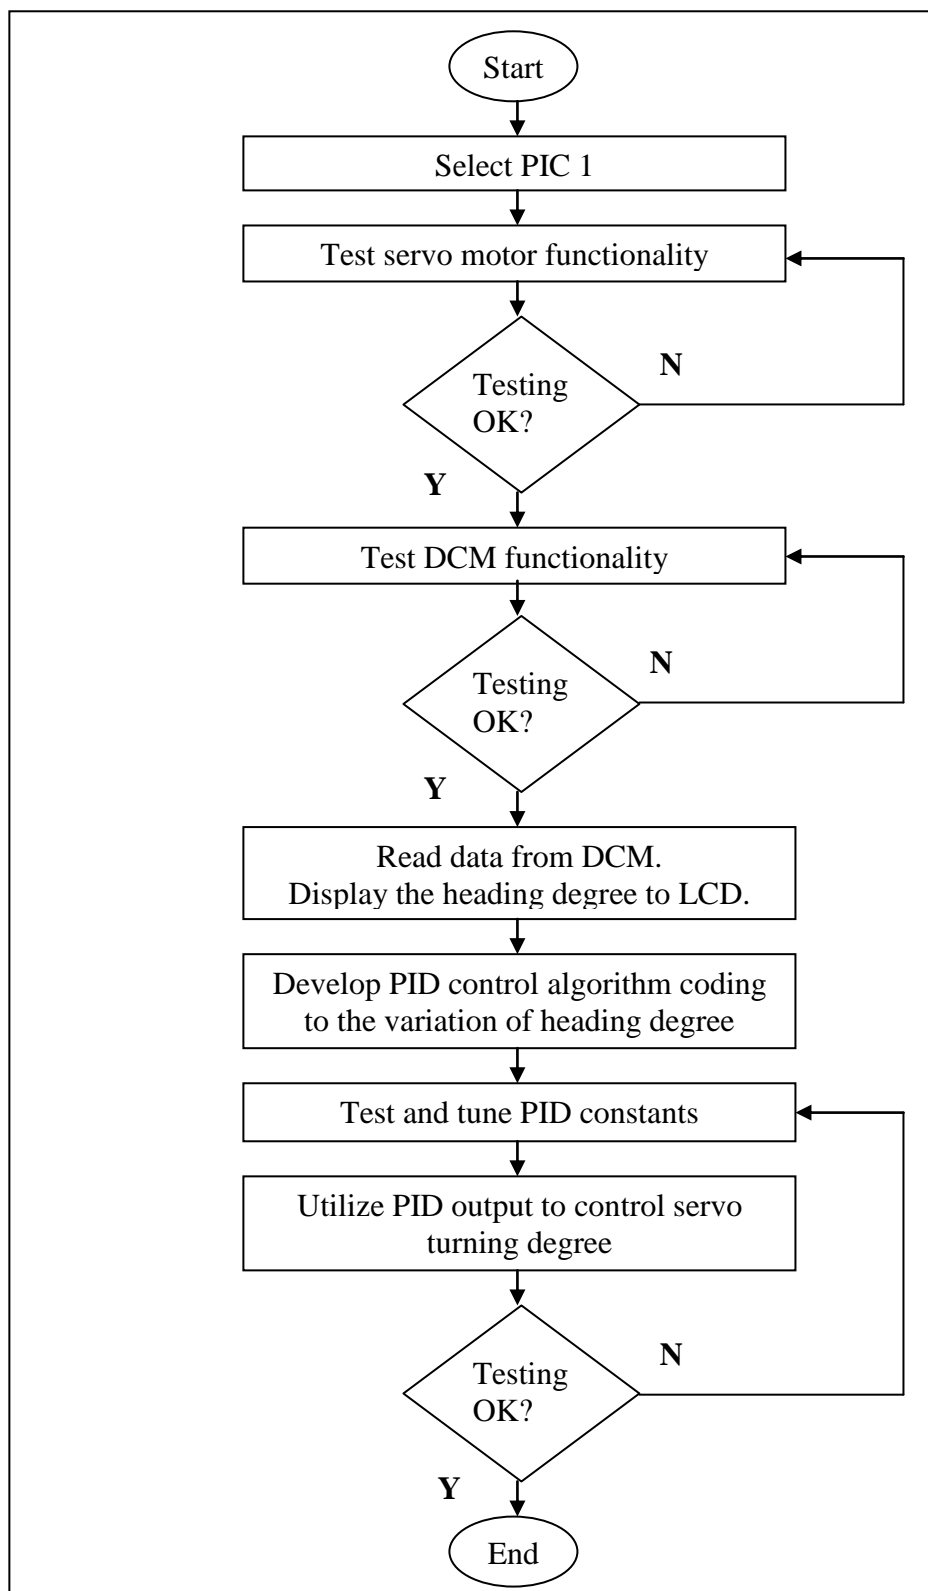 Start
Select PIC 1
Test servo motor functionality
Testing
OK?
N
Y
Test DCM functionality
Testing
OK?
N
Y
Read data from DCM.
Display the heading degree to LCD.
Develop PID control algorithm coding
to the variation of heading degree
Test and tune PID constants
Utilize PID output to control servo
turning degree
Testing
OK?
N
Y
End